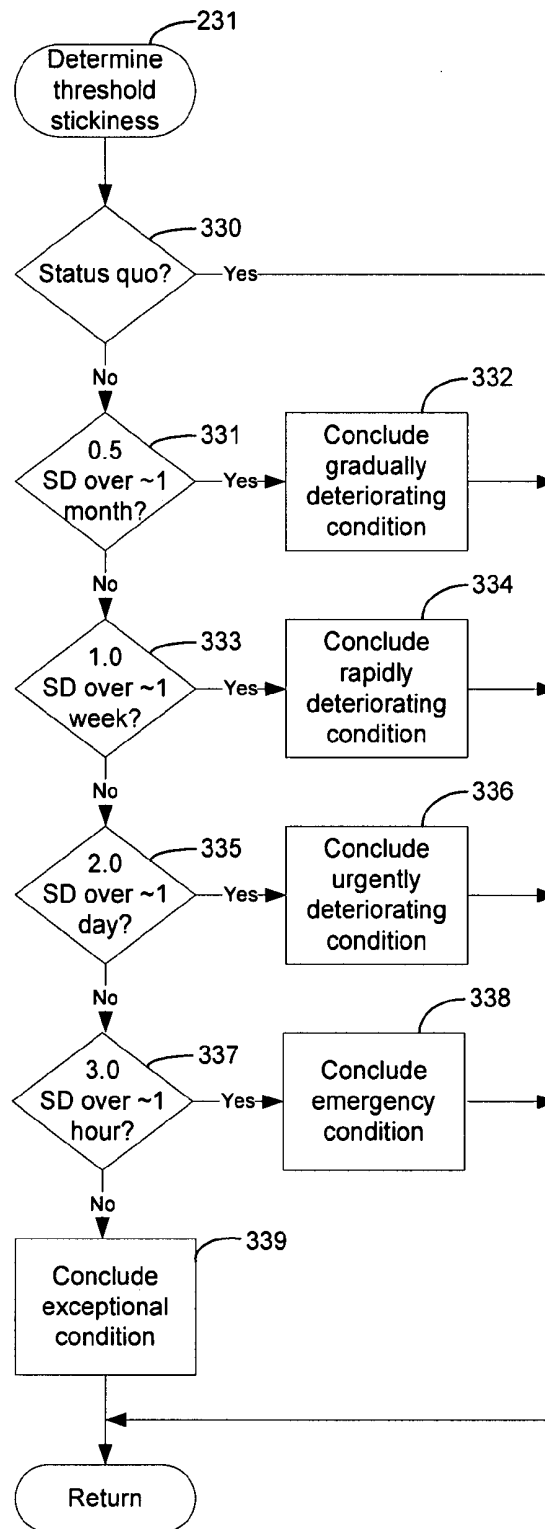 231
Determine
threshold
stickiness
330
Status quo?
Yes
No
331
0.5
SD over ~1
month?
Yes
332
Conclude
gradually
deteriorating
condition
No
333
1.0
SD over ~1
week?
Yes
334
Conclude
rapidly
deteriorating
condition
No
335
2.0
SD over ~1
day?
Yes
336
Conclude
urgently
deteriorating
condition
No
337
3.0
SD over ~1
hour?
Yes
338
Conclude
emergency
condition
No
339
Conclude
exceptional
condition
Return